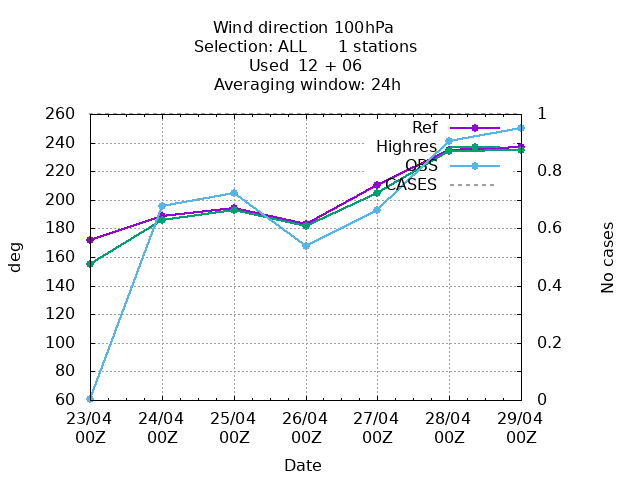 Wind direction 100hPa
Selection: ALL      1 stations
Used  12 + 06
Averaging window: 24h
260
240
220
200
180
160
140
120
100
80
60
deg
1
0.8
0.6
0.4
0.2
0
No cases
Ref
Highres
OBS
CASES
23/04 24/04 25/04 26/04 27/04 28/04 29/04
00Z 00Z 00Z 00Z 00Z 00Z 00Z
Date